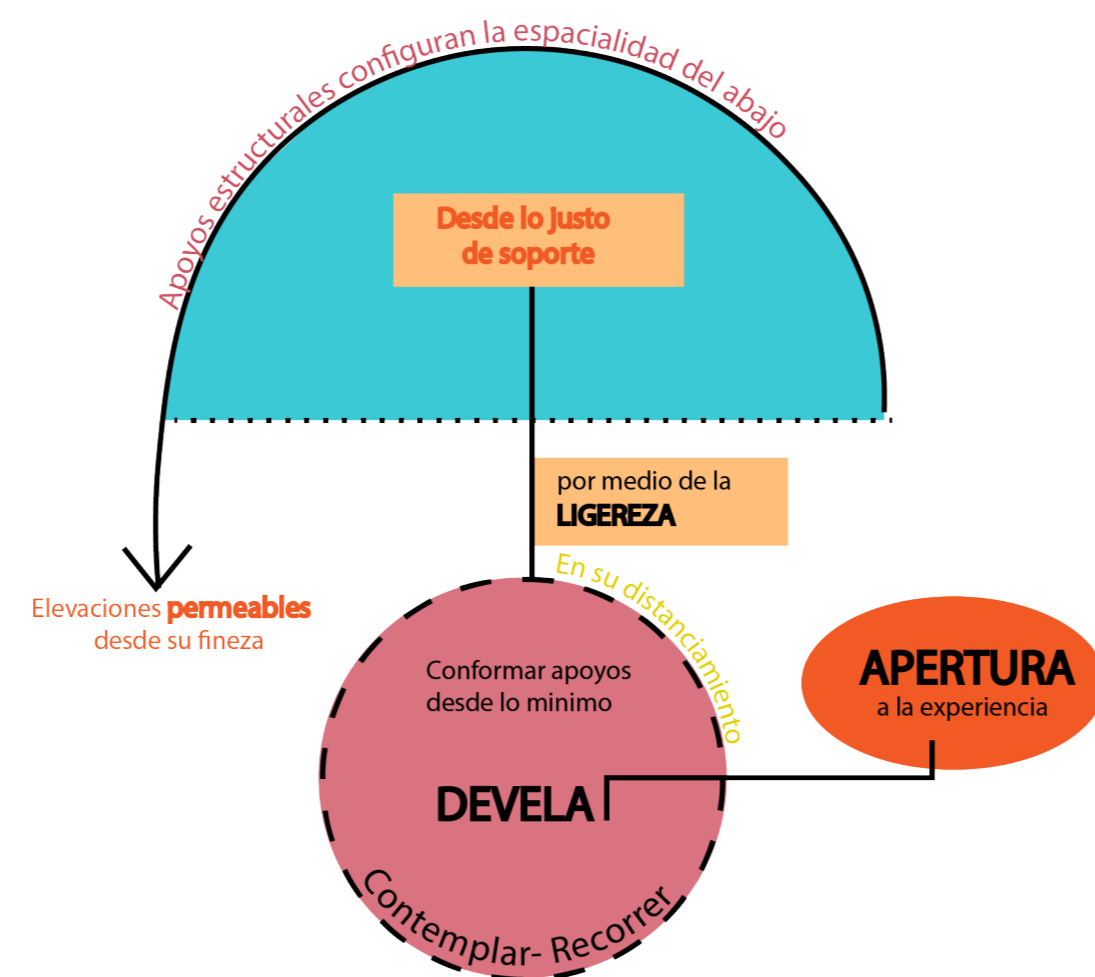 Apoyos estructurales configuran la espacialidad del abajo
Desde lo justo
de soporte
por medio de la
LIGEREZA
En su distanciamiento
Elevaciones permeables
desde su fineza
Conformar apoyos
desde lo minimo
APERTURA
a la experiencia
DEVELA
Contemplar- Recorrer